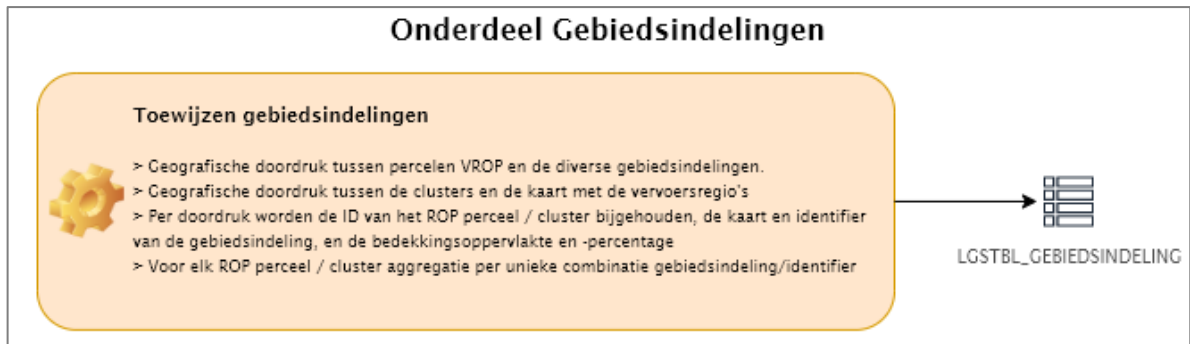 Onderdeel Gebiedsindelingen
Toewijzen gebiedsindelingen
> Geografische doordruk tussen percelen VROP en de diverse gebiedsindelingen.
> Geografische doordruk tussen de clusters en de kaart met de vervoersregio's
> Per doordruk worden de ID van het ROP perceel / cluster bijgehouden, de kaart en identifier
van de gebiedsindeling, en de bedekkingsoppervlakte en -percentage
> Voor elk ROP perceel / cluster aggregatie per unieke combinatie gebiedsindeling/identifier
LGSTBL_GEBIEDSINDELING